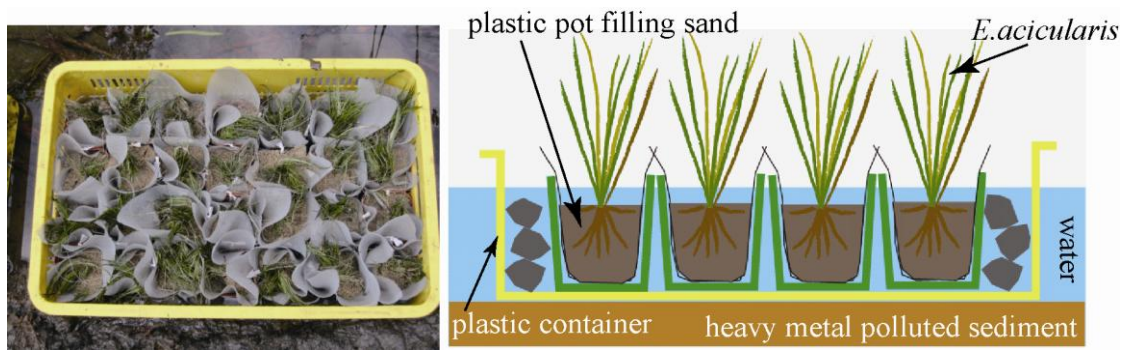 plastic pot filling sand
E.acicularis
water
plastic container
heavy metal polluted sediment